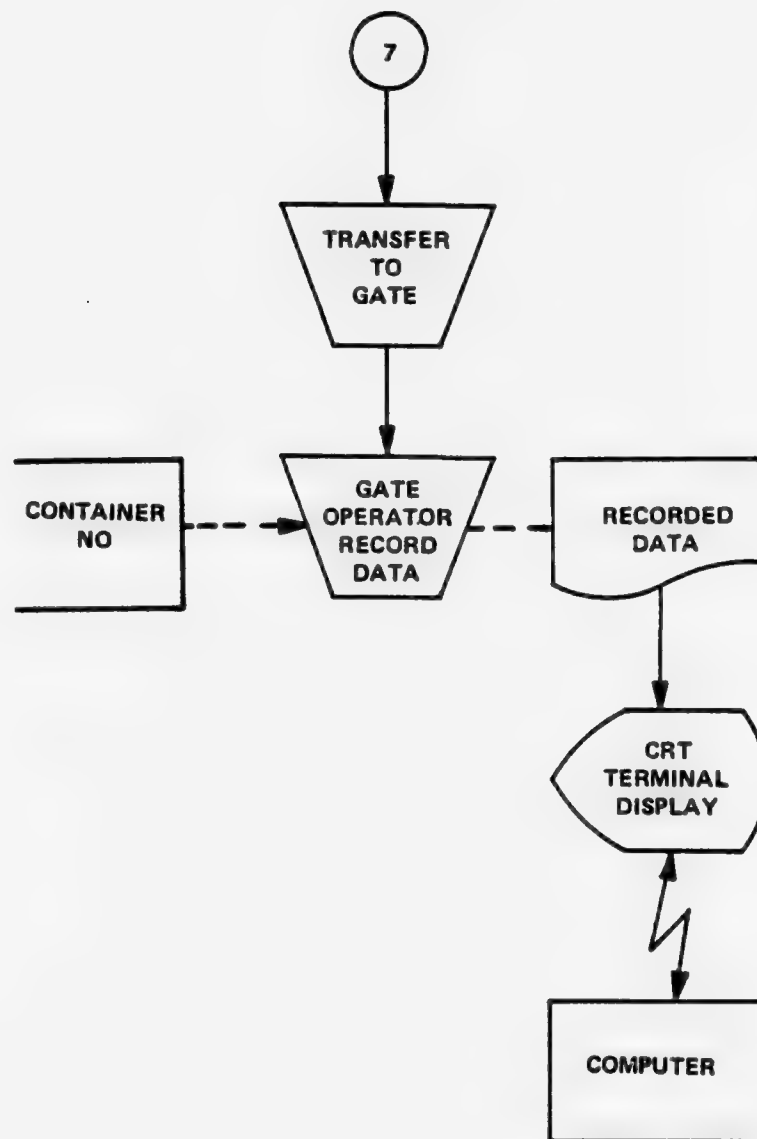 7
TRANSFER
TO
GATE
CONTAINER
NO
GATE
OPERATOR
RECORD
DATA
RECORDED
DATA
CRT
TERMINAL
DISPLAY
COMPUTER